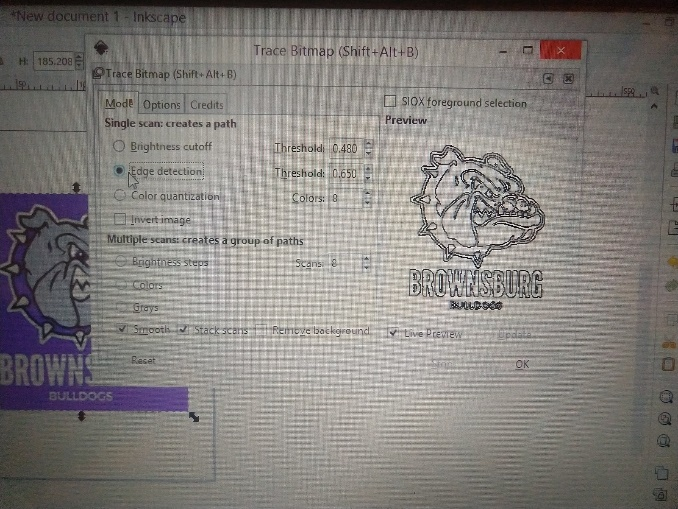 *New document 1 - Inkscape
H: 185.208
Trace Bitmap (Shift+Alt+B)
Trace Bitmap (Shift+Alt+B)
Mode Options Credits
SIOX foreground selection
Single scan: creates a path
Preview
Brightness cutoff Threshold: 0.480
Edge detection Threshold: 0.650
Color quantization Colors: 8
Invert image
Multiple scans: creates a group of paths
Brightness steps Scans: 8
Colors
Grays
Smooth Stack scans Remove background
Live Preview Update
Reset
Stop OK
BROWNSBURG
BULLDOGS
BROWNS
BULLDOGS